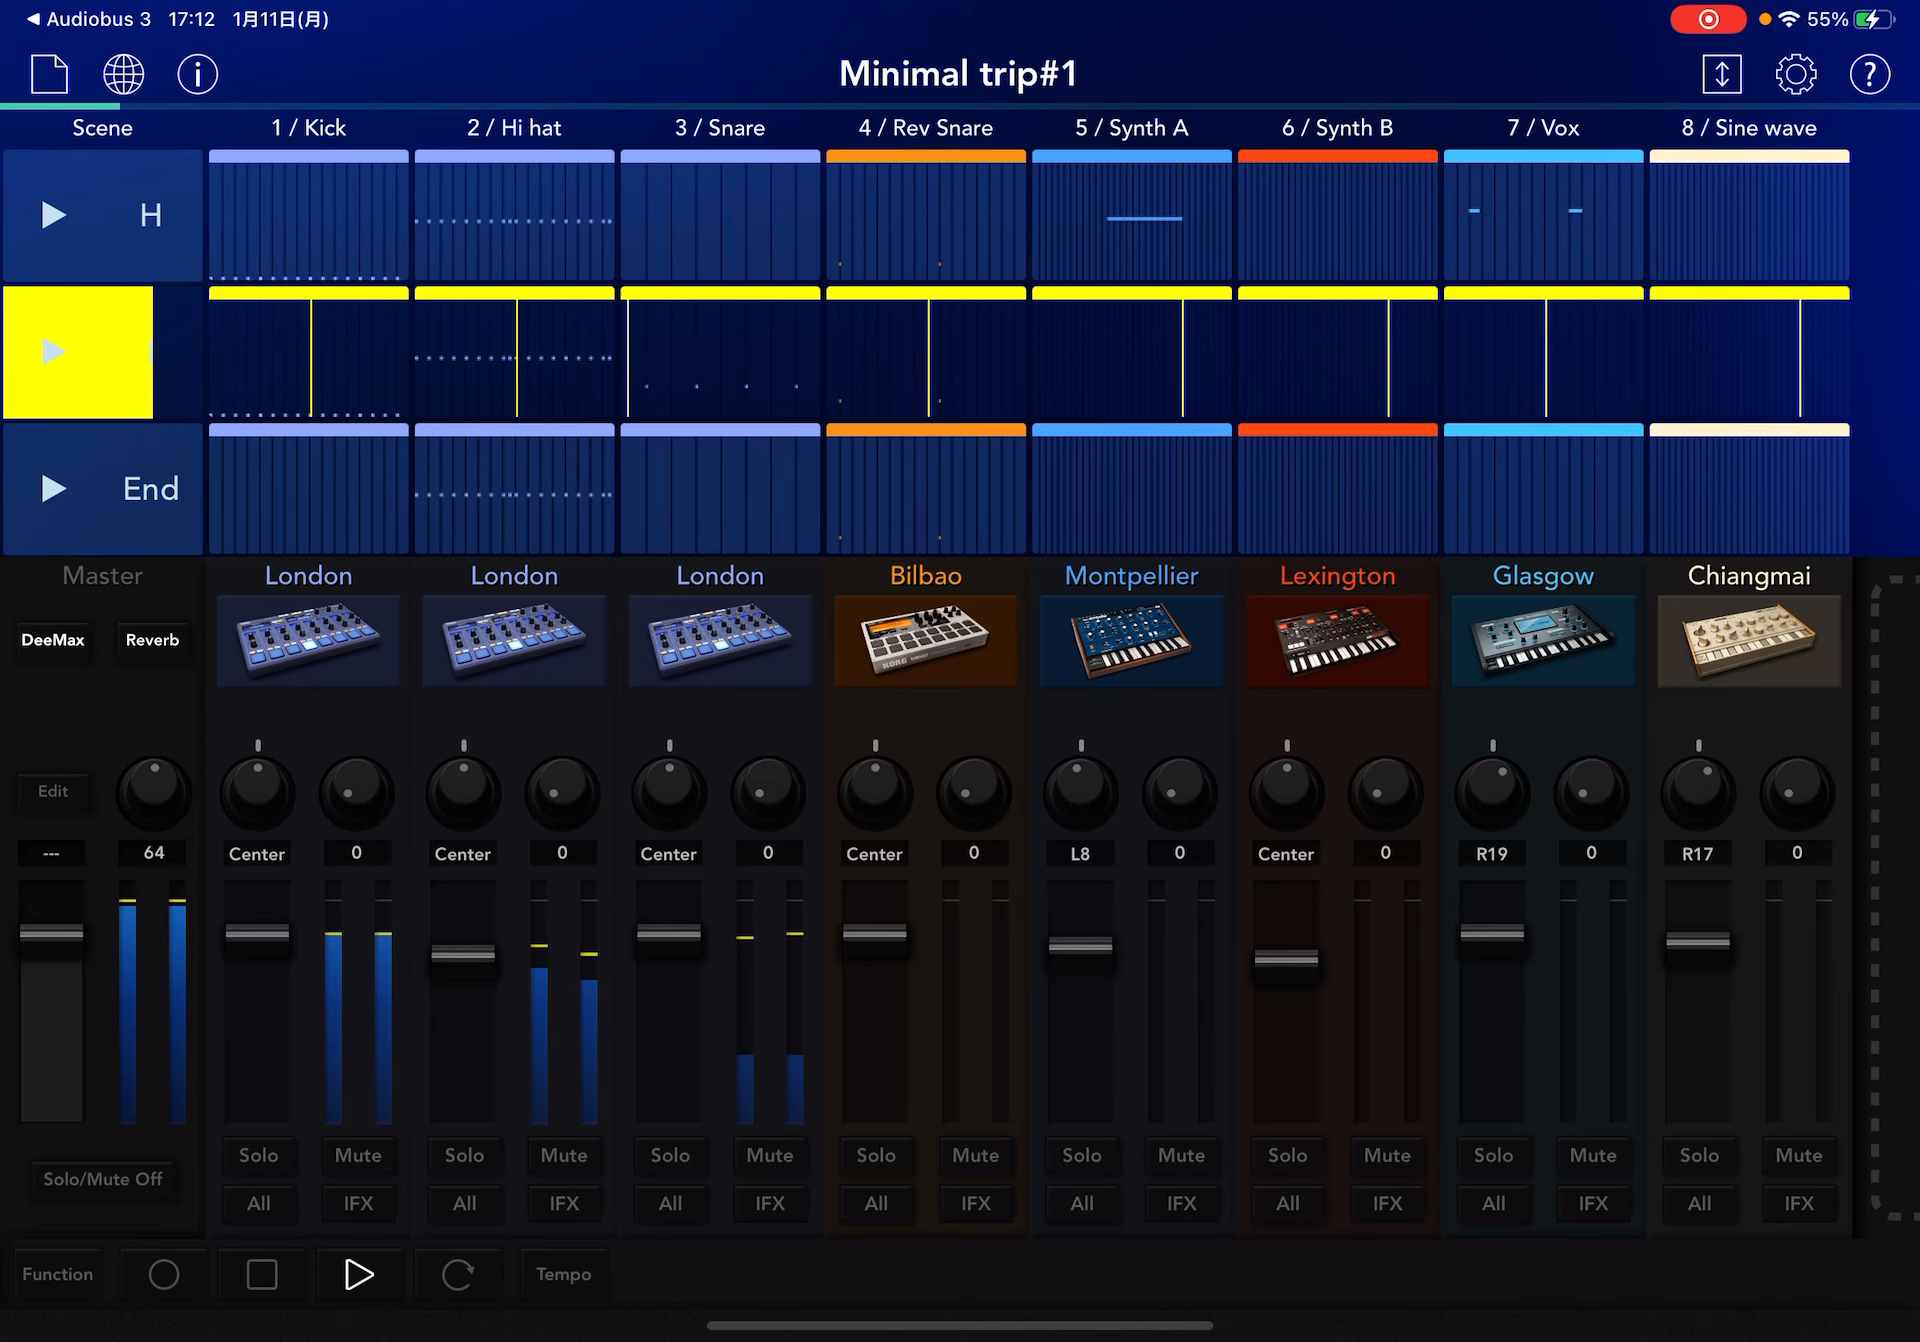 ◀ Audiobus 3 17:12 1月11日(月) 55%
Minimal trip#1
Scene 1 / Kick 2 / Hi hat 3 / Snare 4 / Rev Snare 5 / Synth A 6 / Synth B 7 / Vox 8 / Sine wave
H
End
Master London London London Bilbao Montpellier Lexington Glasgow Chiangmai
DeeMax Reverb
Edit
--- 64 Center 0 Center 0 Center 0 Center 0 L8 0 Center 0 R19 0 R17 0
Solo Mute Solo Mute Solo Mute Solo Mute Solo Mute Solo Mute Solo Mute Solo Mute
Solo/Mute Off
All IFX All IFX All IFX All IFX All IFX All IFX All IFX All IFX
Function Tempo